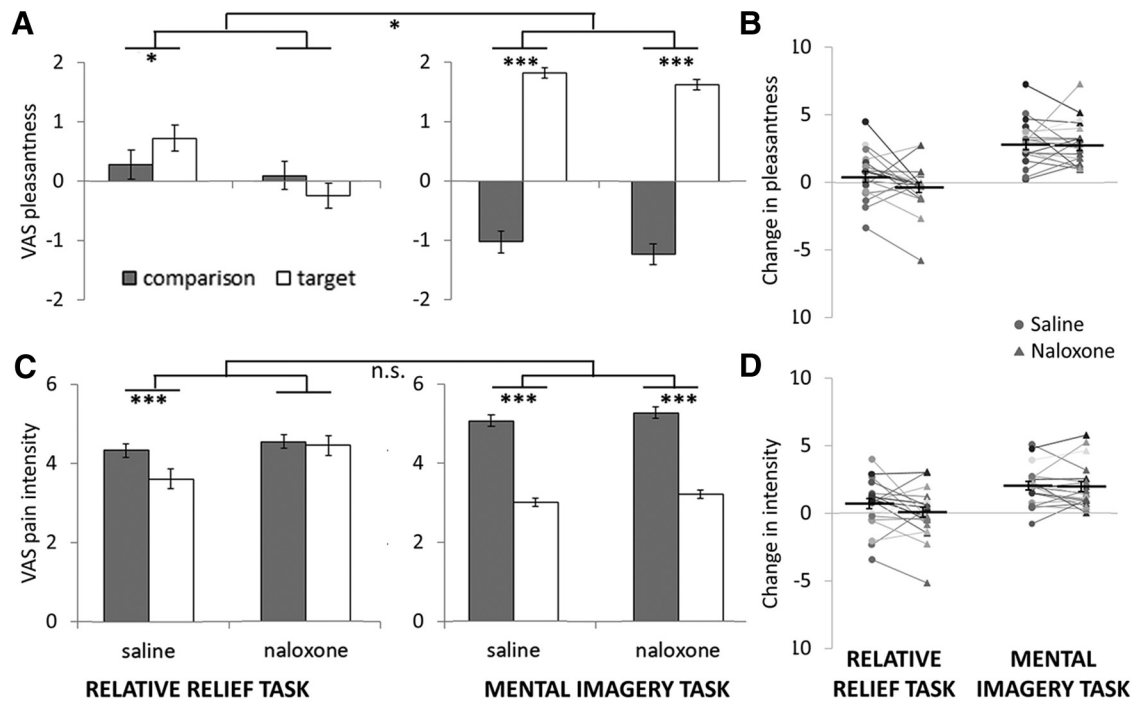 A
*
*
***
***
2
1
0
-1
-2
VAS pleasantness
comparison
target
2
1
0
-1
-2
B
10
5
0
-5
10
Change in pleasantness
Saline
Naloxone
C
n.s.
***
***
***
6
4
2
0
VAS pain intensity
saline
naloxone
RELATIVE RELIEF TASK
6
4
2
0
saline
naloxone
MENTAL IMAGERY TASK
D
10
5
0
-5
10
Change in intensity
RELATIVE
RELIEF TASK
MENTAL
IMAGERY TASK